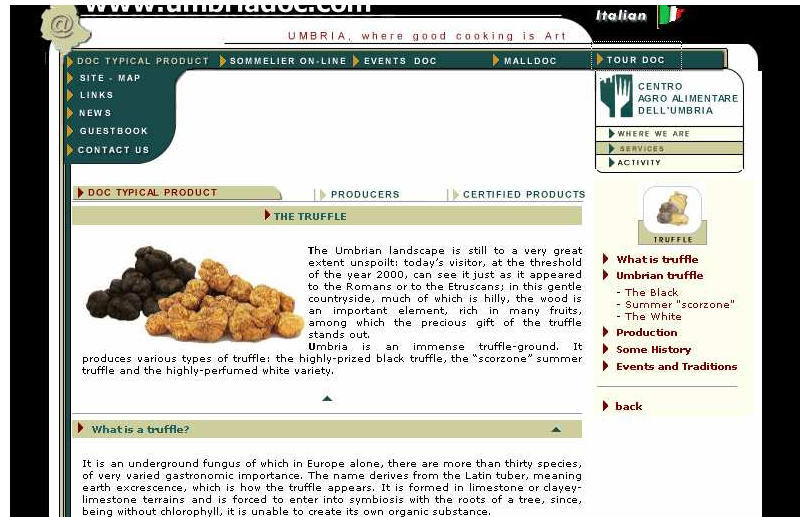 www.umbriadoc.com
Italian
UMBRIA, where good cooking is Art
DOC TYPICAL PRODUCT
SOMMELIER ON-LINE
EVENTS DOC
MALLDOC
TOUR DOC
SITE - MAP
LINKS
NEWS
GUESTBOOK
CONTACT US
CENTRO
AGRO ALIMENTARE
DELL'UMBRIA
WHERE WE ARE
SERVICES
ACTIVITY
DOC TYPICAL PRODUCT
PRODUCERS
CERTIFIED PRODUCTS
THE TRUFFLE
The Umbrian landscape is still to a very great
extent unspoilt: today's visitor, at the threshold
of the year 2000, can see it just as it appeared
to the Romans or to the Etruscans; in this gentle
countryside, much of which is hilly, the wood is
an important element, rich in many fruits,
among which the precious gift of the truffle
stands out.
Umbria is an immense truffle-ground. It
produces various types of truffle: the highly-prized black truffle, the "scorzone" summer
truffle and the highly-perfumed white variety.
What is a truffle?
It is an underground fungus of which in Europe alone, there are more than thirty species,
of very varied gastronomic importance. The name derives from the Latin tuber, meaning
earth excrescence, which is how the truffle appears. It is formed in limestone or clayey-
limestone terrains and is forced to enter into symbiosis with the roots of a tree, since,
being without chlorophyll, it is unable to create its own organic substance.
TRUFFLE
What is truffle
Umbrian truffle
- The Black
- Summer "scorzone"
- The White
Production
Some History
Events and Traditions
back